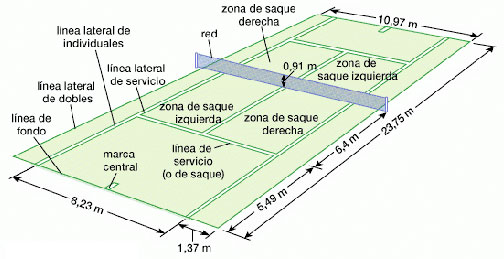 zona de saque
derecha
10,97 m
red
línea lateral de
individuales
0,91 m
zona de
saque izquierda
línea lateral
de servicio
línea lateral
de dobles
zona de saque
izquierda
zona de saque
derecha
línea de
fondo
línea de
servicio
(o de saque)
marca
central
23,75 m
6,4 m
5,49 m
8,23 m
1,37 m